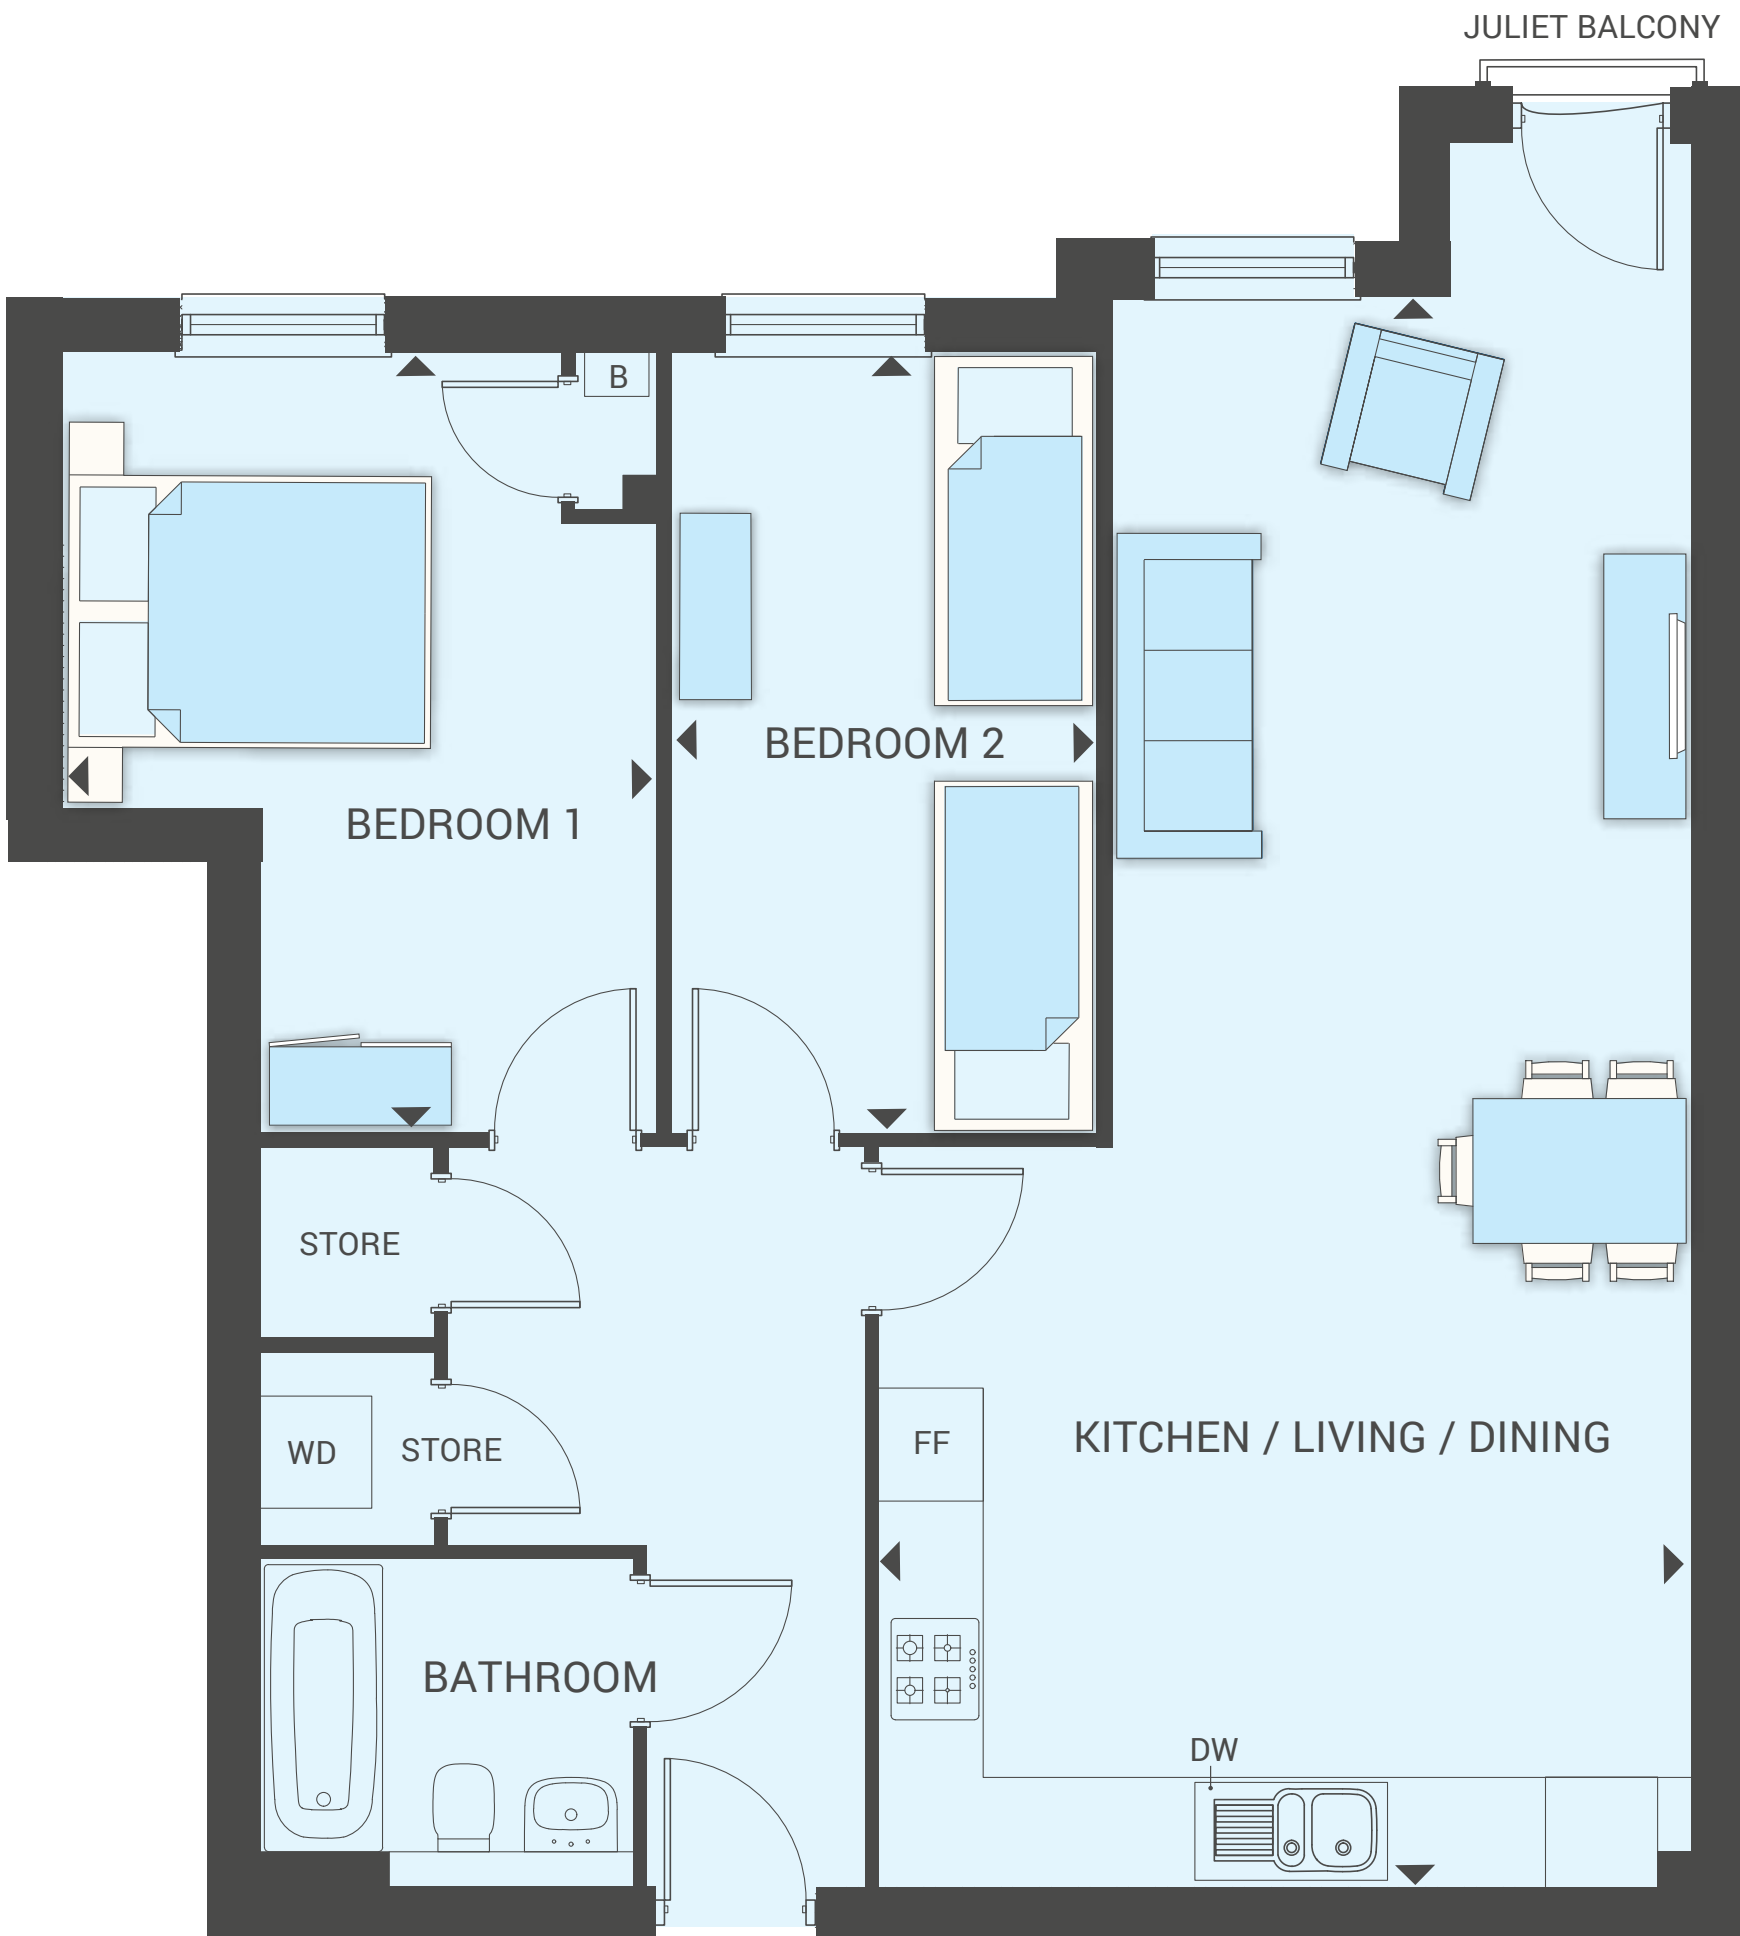 JULIET BALCONY
B
BEDROOM 2
BEDROOM 1
STORE
KITCHEN / LIVING / DINING
FF
WD
STORE
BATHROOM
DW